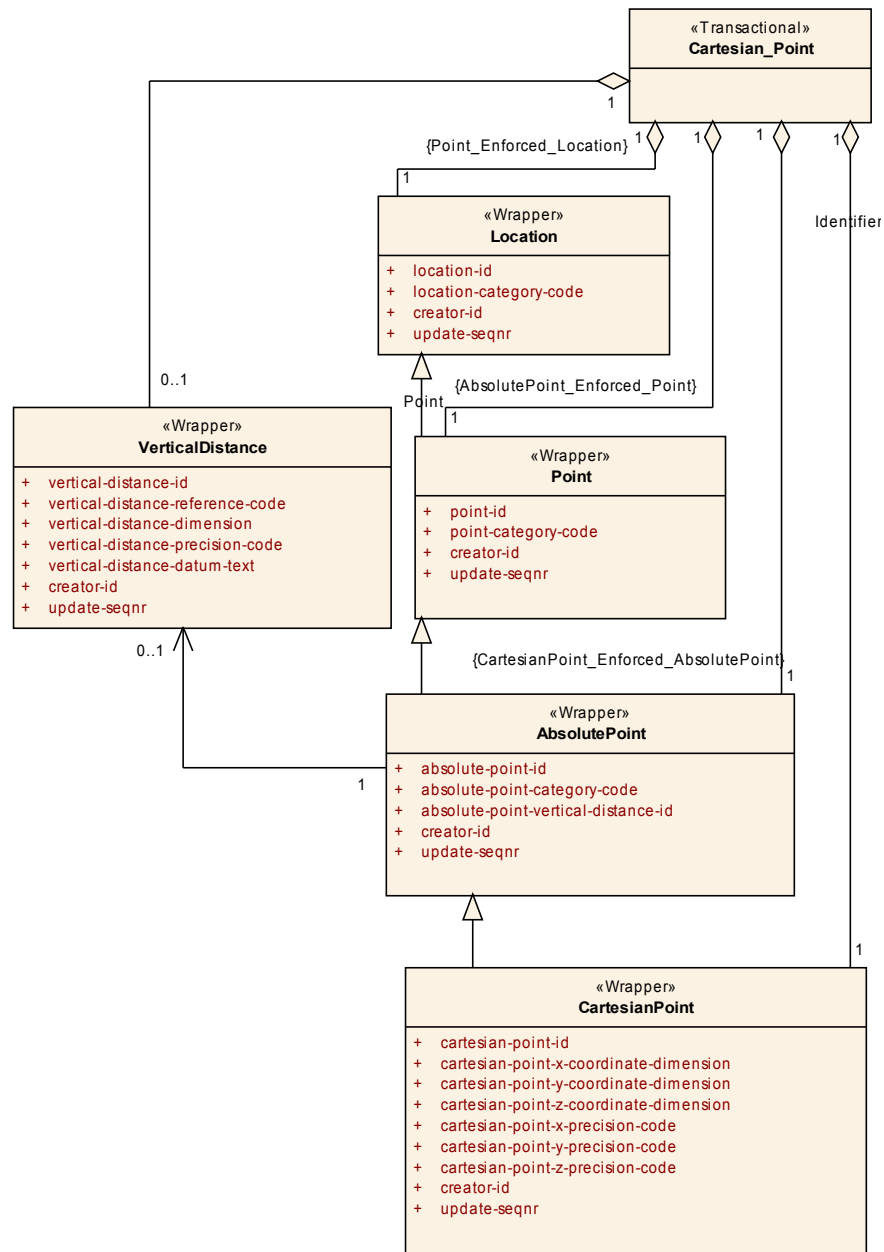 «Transactional»
Cartesian_Point
1
1
1
1
1
{Point_Enforced_Location}
1
«Wrapper»
Location
+ location-id
+ location-category-code
+ creator-id
+ update-seqnr
Identifier
0..1
{AbsolutePoint_Enforced_Point}
Point
1
«Wrapper»
VerticalDistance
+ vertical-distance-id
+ vertical-distance-reference-code
+ vertical-distance-dimension
+ vertical-distance-precision-code
+ vertical-distance-datum-text
+ creator-id
+ update-seqnr
«Wrapper»
Point
+ point-id
+ point-category-code
+ creator-id
+ update-seqnr
0..1
{CartesianPoint_Enforced_AbsolutePoint}
1
«Wrapper»
AbsolutePoint
+ absolute-point-id
+ absolute-point-category-code
+ absolute-point-vertical-distance-id
+ creator-id
+ update-seqnr
1
1
«Wrapper»
CartesianPoint
+ cartesian-point-id
+ cartesian-point-x-coordinate-dimension
+ cartesian-point-y-coordinate-dimension
+ cartesian-point-z-coordinate-dimension
+ cartesian-point-x-precision-code
+ cartesian-point-y-precision-code
+ cartesian-point-z-precision-code
+ creator-id
+ update-seqnr